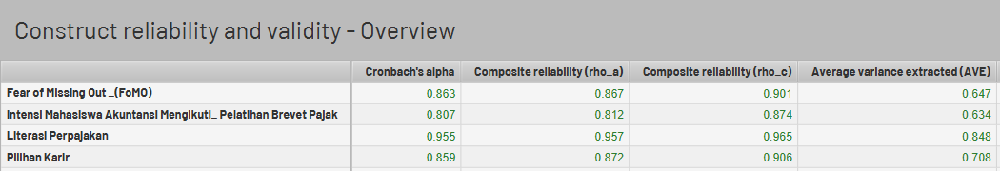 Construct reliability and validity - Overview
Cronbach's alpha Composite reliability (rho_a) Composite reliability (rho_c) Average variance extracted (AVE)
Fear of Missing Out _(FoMO) 0.863 0.867 0.901 0.647
Intensi Mahasiswa Akuntansi Mengikuti_ Pelatihan Brevet Pajak 0.807 0.812 0.874 0.634
Literasi Perpajakan 0.955 0.957 0.965 0.848
Pilihan Karir 0.859 0.872 0.906 0.708